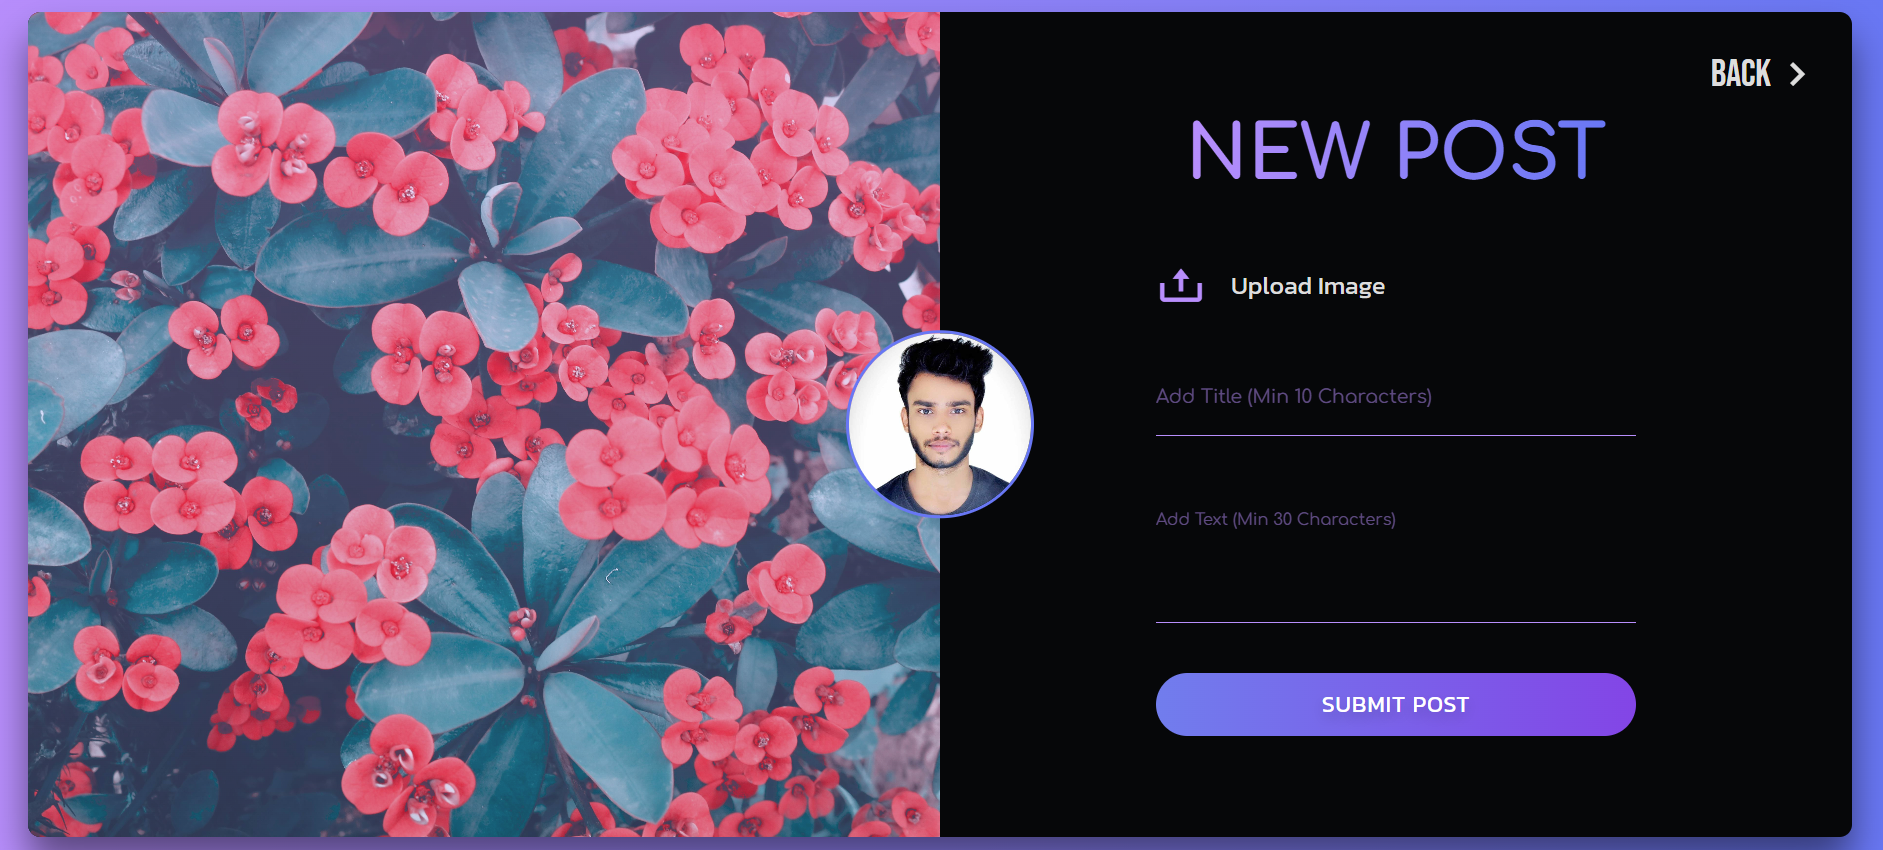 BACK
NEW POST
Upload Image
Add Title (Min 10 Characters)
Add Text (Min 30 Characters)
SUBMIT POST